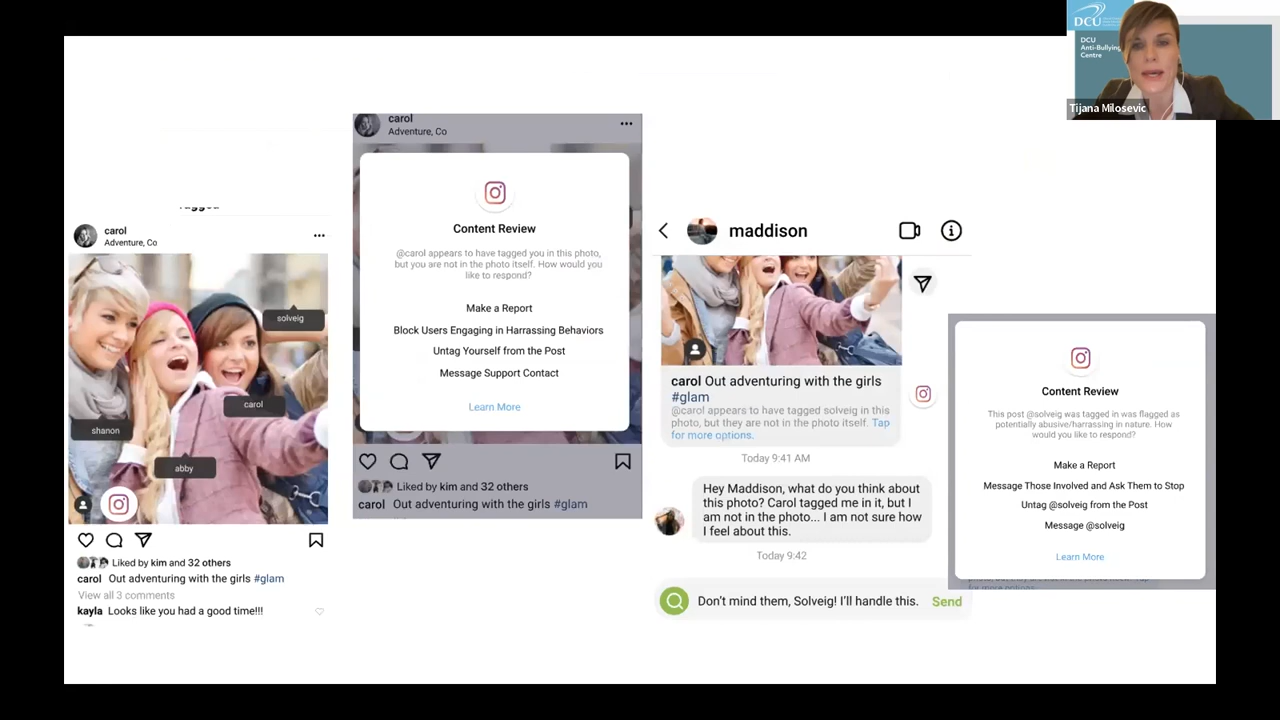 DCU
DCU
Anti-Bullying
Centre
Tijana Milosevic
Tagged
carol
Adventure, Co
solveig
carol
shanon
abby
Liked by kim and 32 others
carol Out adventuring with the girls #glam
View all 3 comments
kayla Looks like you had a good time!!!
carol
Adventure, Co
Content Review
@carol appears to have tagged you in this photo,
but you are not in the photo itself. How would you
like to respond?
Make a Report
Block Users Engaging in Harrassing Behaviors
Untag Yourself from the Post
Message Support Contact
Learn More
Liked by kim and 32 others
carol Out adventuring with the girls #glam
maddison
carol Out adventuring with the girls
#glam
@carol appears to have tagged solveig in this
photo, but they are not in the photo itself. Tap
for more options.
Today 9:41 AM
Hey Maddison, what do you think about
this photo? Carol tagged me in it, but I
am not in the photo... I am not sure how
I feel about this.
Today 9:42
Don't mind them, Solveig! I'll handle this. Send
Content Review
This post @solveig was tagged in was flagged as
potentially abusive/harrassing in nature. How
would you like to respond?
Make a Report
Message Those Involved and Ask Them to Stop
Untag @solveig from the Post
Message @solveig
Learn More
for more options.